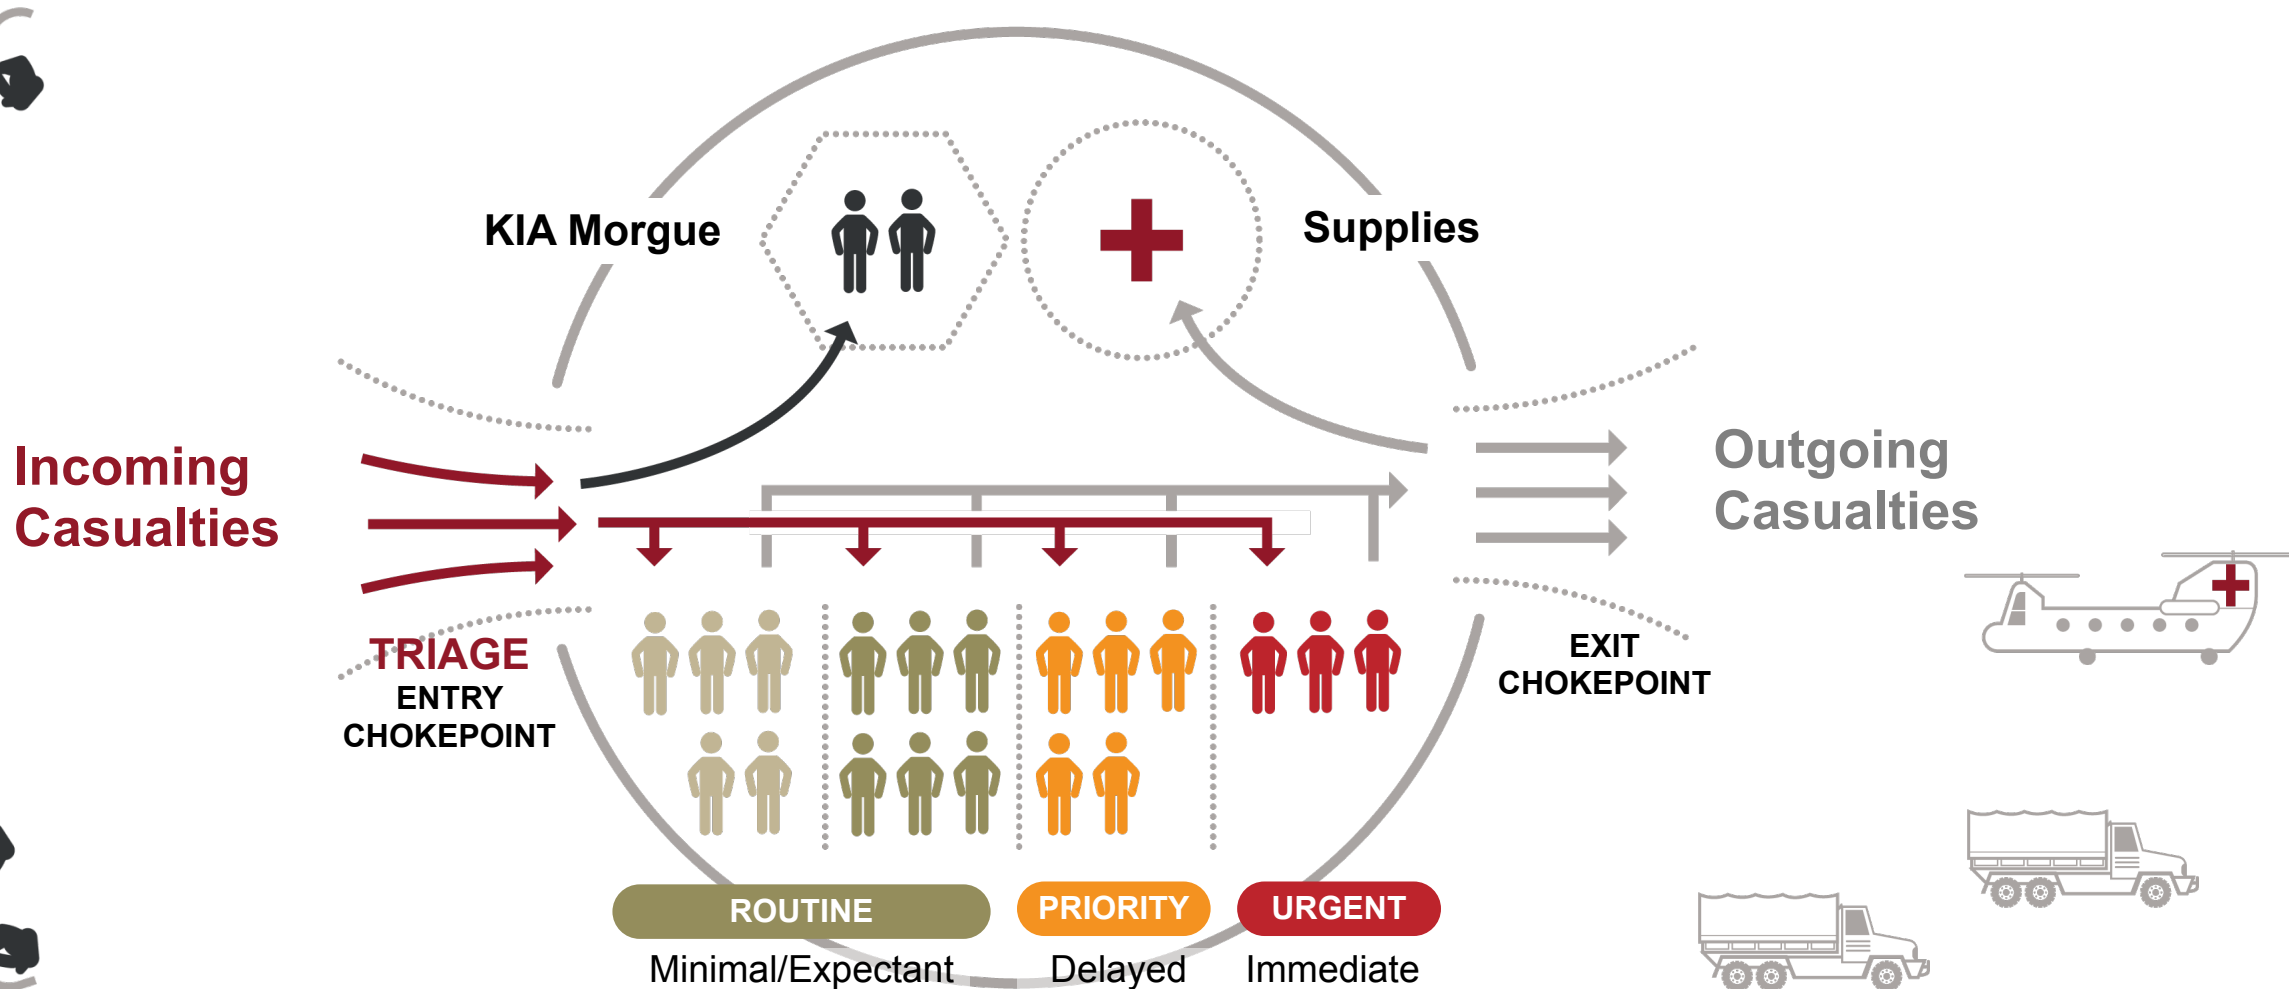 KIA Morgue
Supplies
Incoming
Casualties
Outgoing
Casualties
TRIAGE
ENTRY
CHOKEPOINT
EXIT
CHOKEPOINT
ROUTINE
PRIORITY
URGENT
Minimal/Expectant
Delayed
Immediate